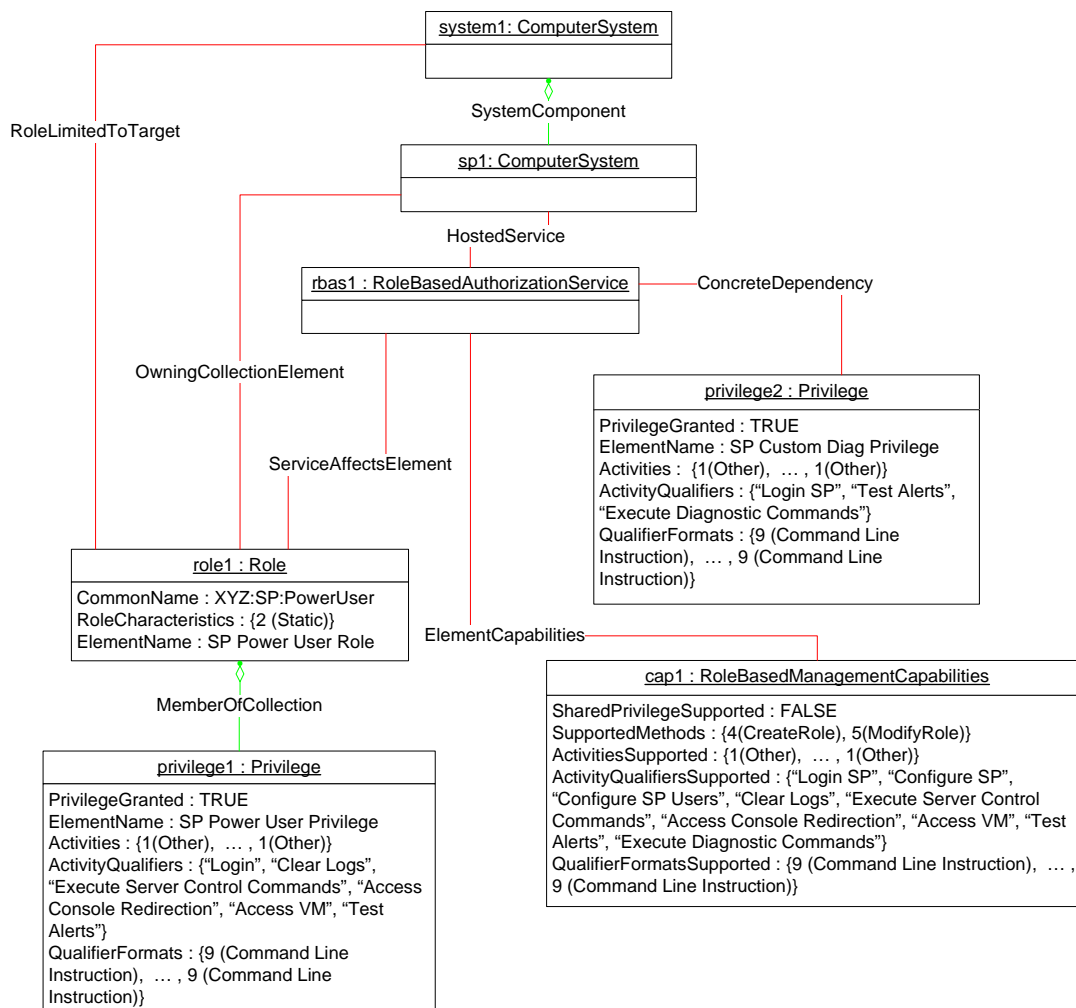 system1: ComputerSystem
RoleLimitedToTarget
SystemComponent
sp1: ComputerSystem
HostedService
rbas1 : RoleBasedAuthorizationService
ConcreteDependency
OwningCollectionElement
privilege2 : Privilege
PrivilegeGranted : TRUE
ElementName : SP Custom Diag Privilege
Activities :  {1(Other),  … , 1(Other)}
ActivityQualifiers : {“Login SP”, “Test Alerts”,
“Execute Diagnostic Commands”}
QualifierFormats : {9 (Command Line
Instruction),  … , 9 (Command Line
Instruction)}
ServiceAffectsElement
role1 : Role
CommonName : XYZ:SP:PowerUser
RoleCharacteristics : {2 (Static)}
ElementName : SP Power User Role
ElementCapabilities
MemberOfCollection
cap1 : RoleBasedManagementCapabilities
SharedPrivilegeSupported : FALSE
SupportedMethods : {4(CreateRole), 5(ModifyRole)}
ActivitiesSupported : {1(Other),  … , 1(Other)}
ActivityQualifiersSupported : {“Login SP”, “Configure SP”,
“Configure SP Users”, “Clear Logs”, “Execute Server Control
Commands”, “Access Console Redirection”, “Access VM”, “Test
Alerts”, “Execute Diagnostic Commands”}
QualifierFormatsSupported : {9 (Command Line Instruction),  … ,
9 (Command Line Instruction)}
privilege1 : Privilege
PrivilegeGranted : TRUE
ElementName : SP Power User Privilege
Activities : {1(Other),  … , 1(Other)}
ActivityQualifiers : {“Login”, “Clear Logs”,
“Execute Server Control Commands”, “Access
Console Redirection”, “Access VM”, “Test
Alerts”}
QualifierFormats : {9 (Command Line
Instruction),  … , 9 (Command Line
Instruction)}